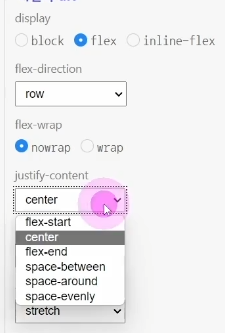 display
block flex inline-flex
flex-direction
row
flex-wrap
nowrap wrap
justify-content
center
flex-start
center
flex-end
space-between
space-around
space-evenly
stretch